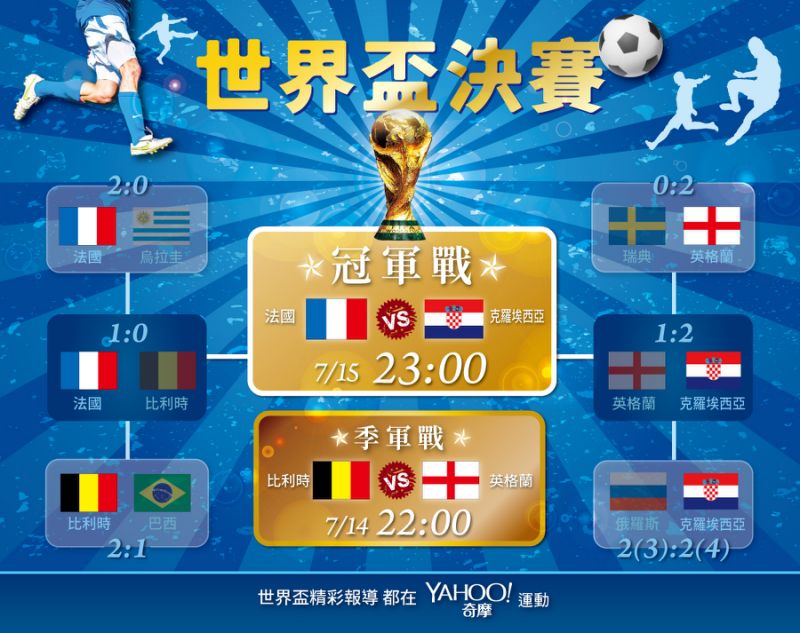 世界盃決賽
2:0
法國 烏拉圭
1:0
法國 比利時
比利時 巴西
2:1
冠軍戰
法國 VS 克羅埃西亞
7/15 23:00
季軍戰
比利時 VS 英格蘭
7/14 22:00
0:2
瑞典 英格蘭
1:2
英格蘭 克羅埃西亞
俄羅斯 克羅埃西亞
2(3):2(4)
世界盃精彩報導 都在 YAHOO! 奇摩 運動